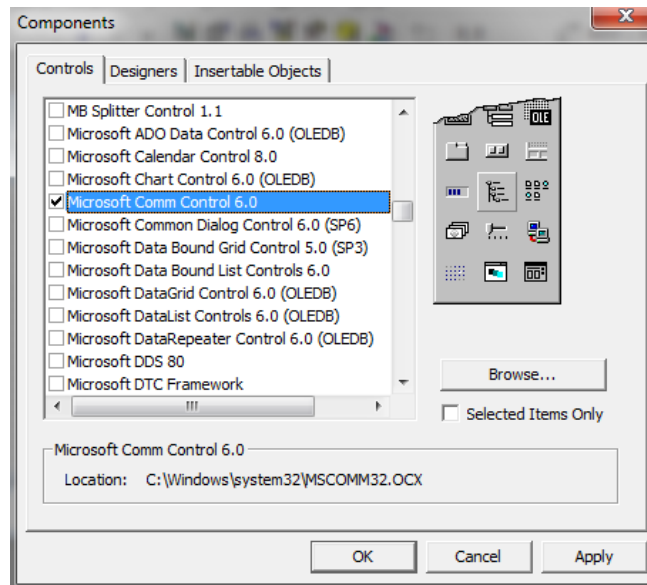 Components
Controls Designers Insertable Objects
MB Splitter Control 1.1
Microsoft ADO Data Control 6.0 (OLEDB)
Microsoft Calendar Control 8.0
Microsoft Chart Control 6.0 (OLEDB)
Microsoft Comm Control 6.0
Microsoft Common Dialog Control 6.0 (SP6)
Microsoft Data Bound Grid Control 5.0 (SP3)
Microsoft Data Bound List Controls 6.0
Microsoft DataGrid Control 6.0 (OLEDB)
Microsoft DataList Controls 6.0 (OLEDB)
Microsoft DataRepeater Control 6.0 (OLEDB)
Microsoft DDS 80
Microsoft DTC Framework
OLE
Browse...
Selected Items Only
Microsoft Comm Control 6.0
Location: C:\Windows\system32\MSCOMM32.OCX
OK Cancel Apply